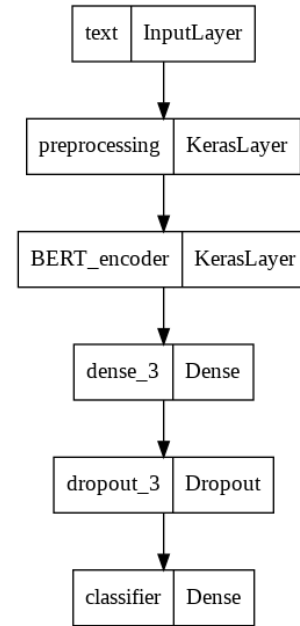 text InputLayer
preprocessing KerasLayer
BERT_encoder KerasLayer
dense_3 Dense
dropout_3 Dropout
classifier Dense